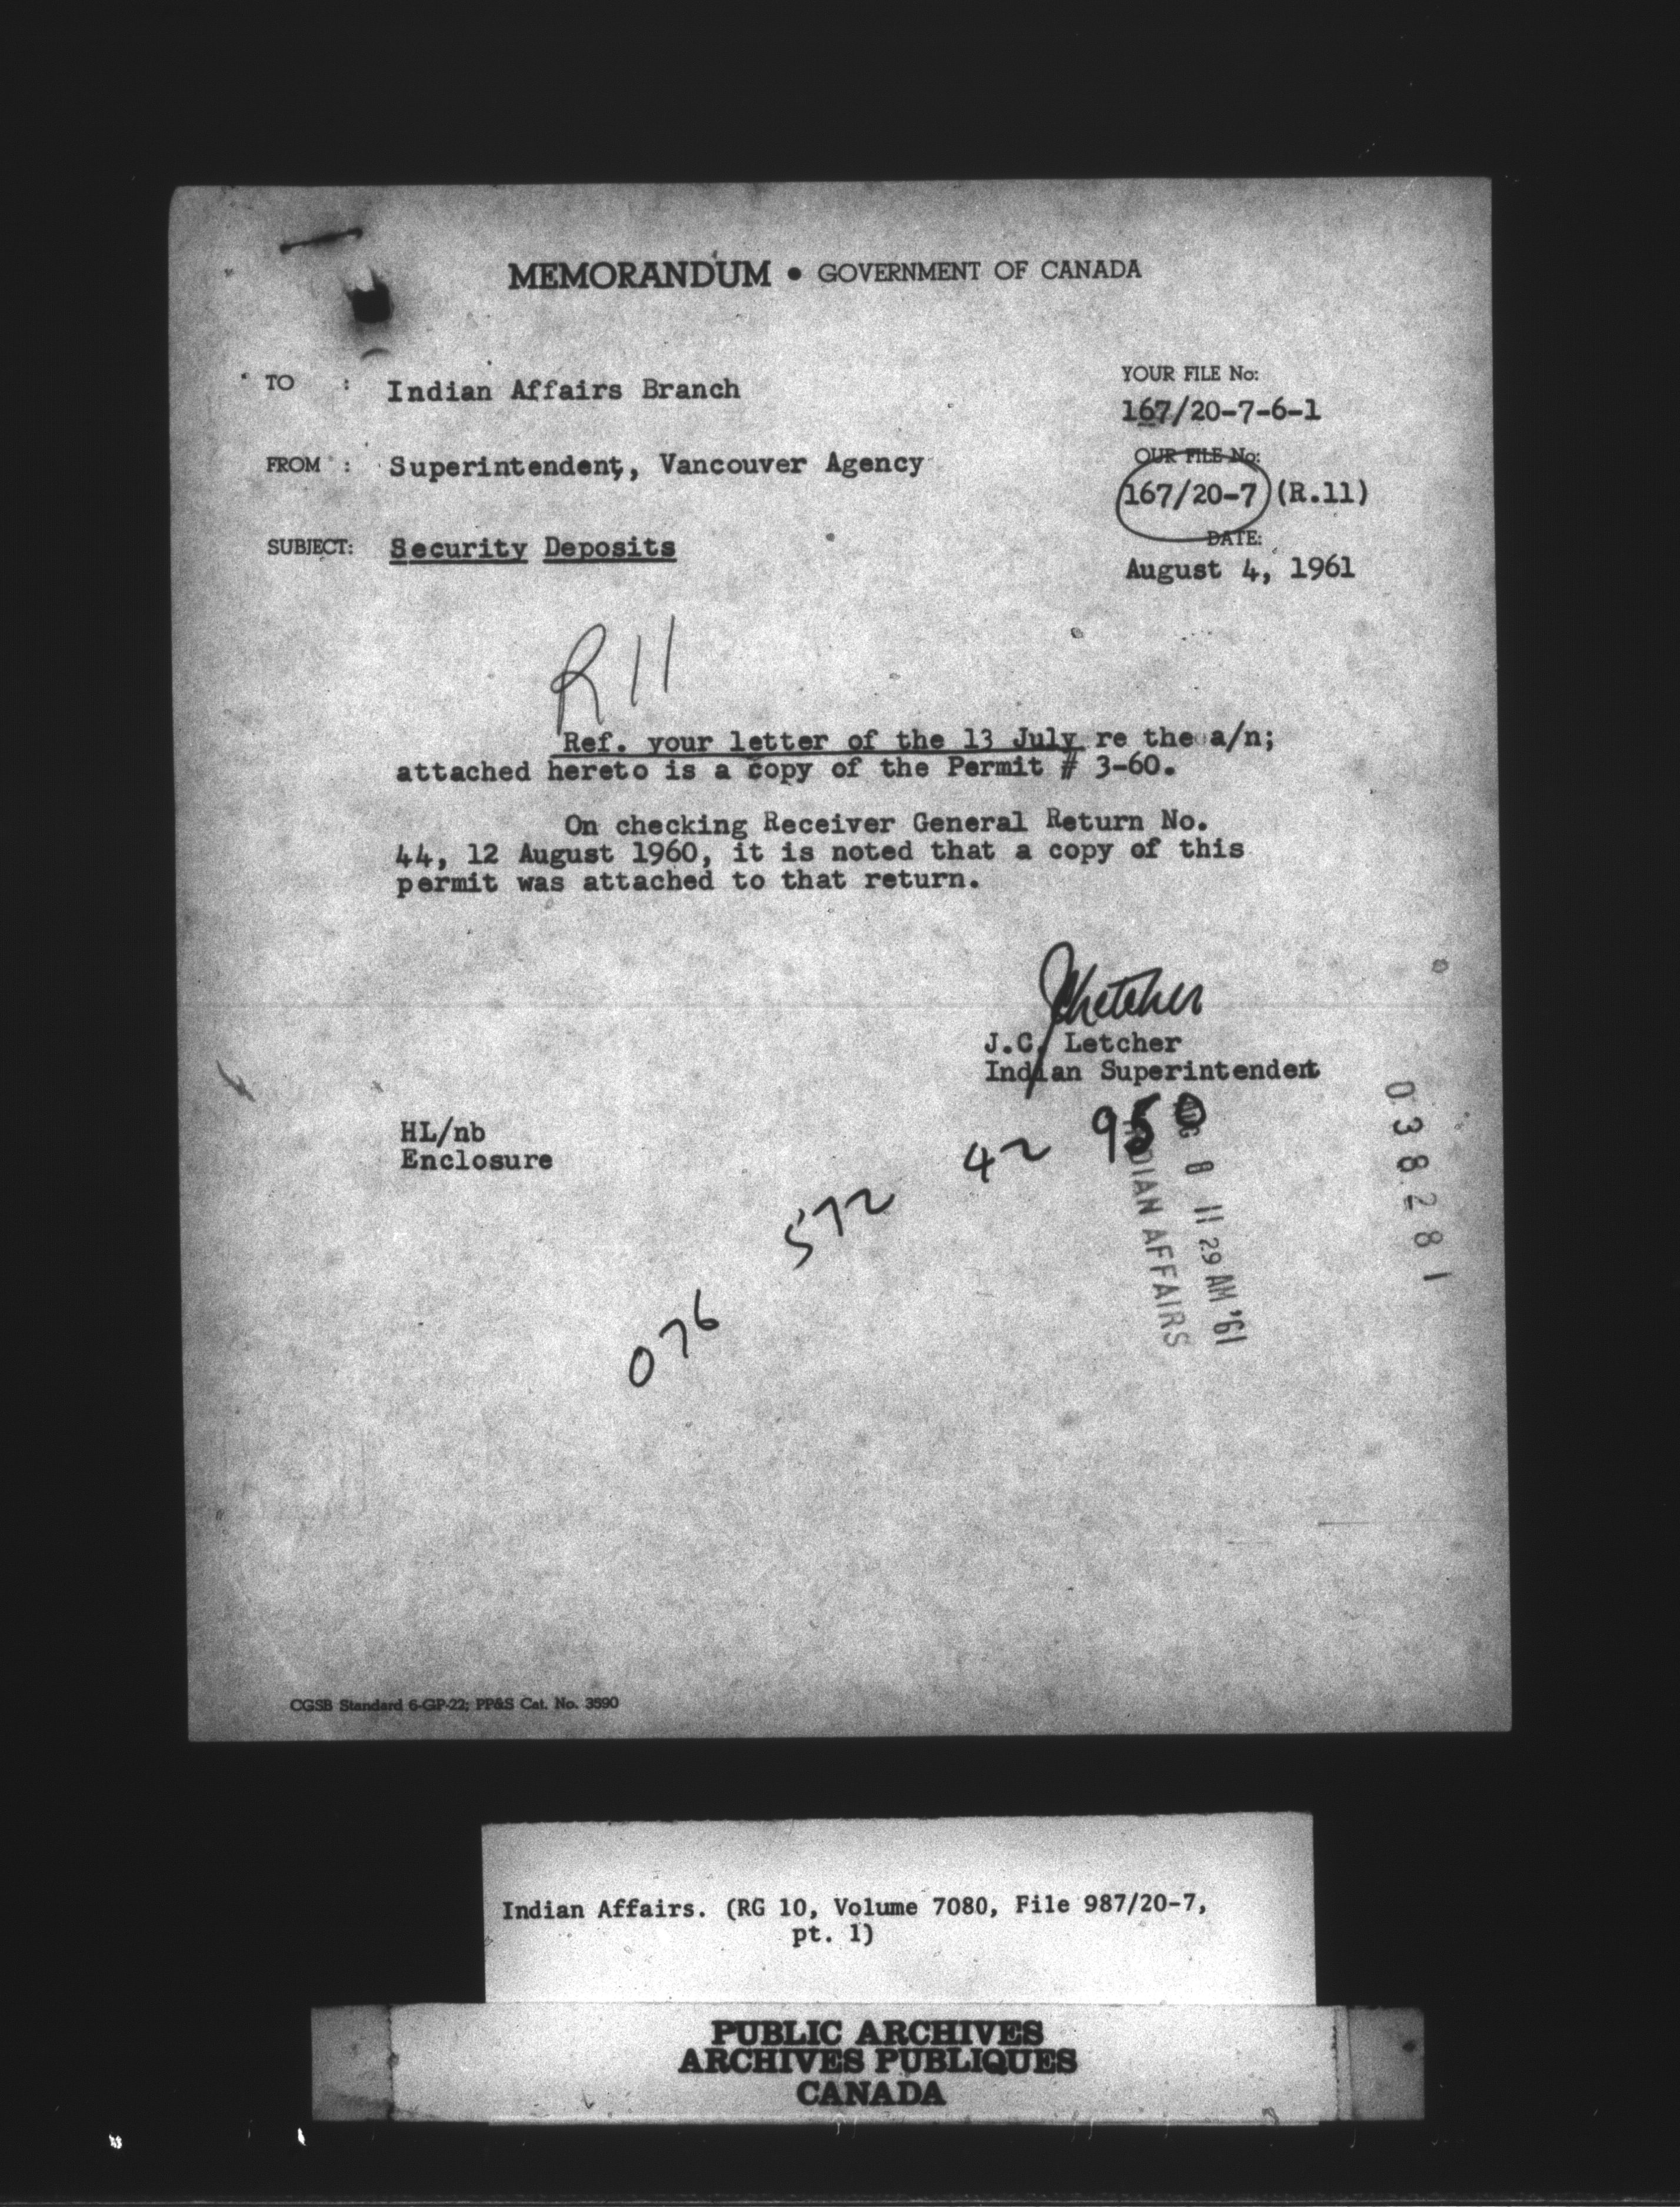 MEMORANDUM • GOVERNMENT OF CANADA
TO : Indian Affairs Branch
YOUR FILE No:
167/20-7-6-1
FROM : Superintendent, Vancouver Agency
OUR FILE No:
167/20-7 (R.11)
SUBJECT: Security Deposits
DATE:
August 4, 1961
R 11
Ref. your letter of the 13 July re the a/n;
attached hereto is a copy of the Permit # 3-60.
On checking Receiver General Return No.
44, 12 August 1960, it is noted that a copy of this
permit was attached to that return.
J.C. Letcher
Indian Superintendent
HL/nb
Enclosure
076 572 42 950
AUG 8 11 29 AM '61
INDIAN AFFAIRS
038281
CGSB Standard 6-GP-22; PP&S Cat. No. 3590
Indian Affairs. (RG 10, Volume 7080, File 987/20-7,
pt. 1)
PUBLIC ARCHIVES
ARCHIVES PUBLIQUES
CANADA